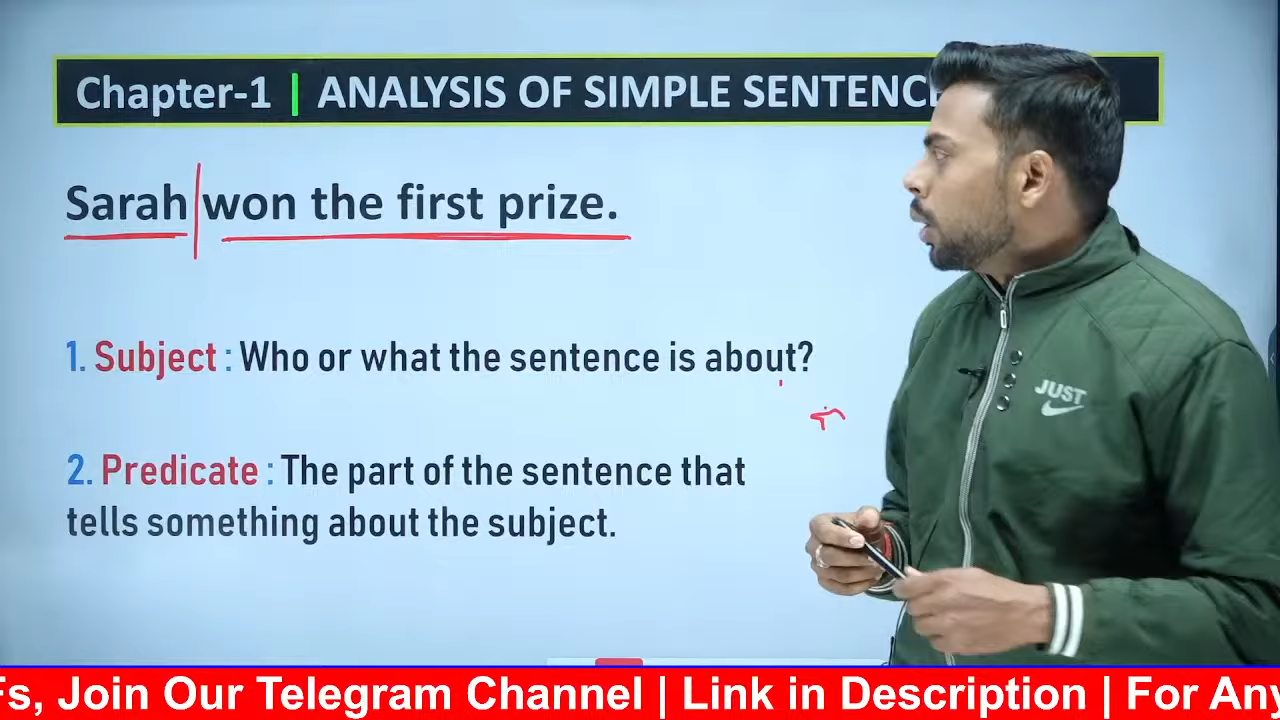 Chapter-1 | ANALYSIS OF SIMPLE SENTENC
Sarah won the first prize.
1. Subject : Who or what the sentence is about?
2. Predicate : The part of the sentence that
tells something about the subject.
JUST
Fs, Join Our Telegram Channel | Link in Description | For Any